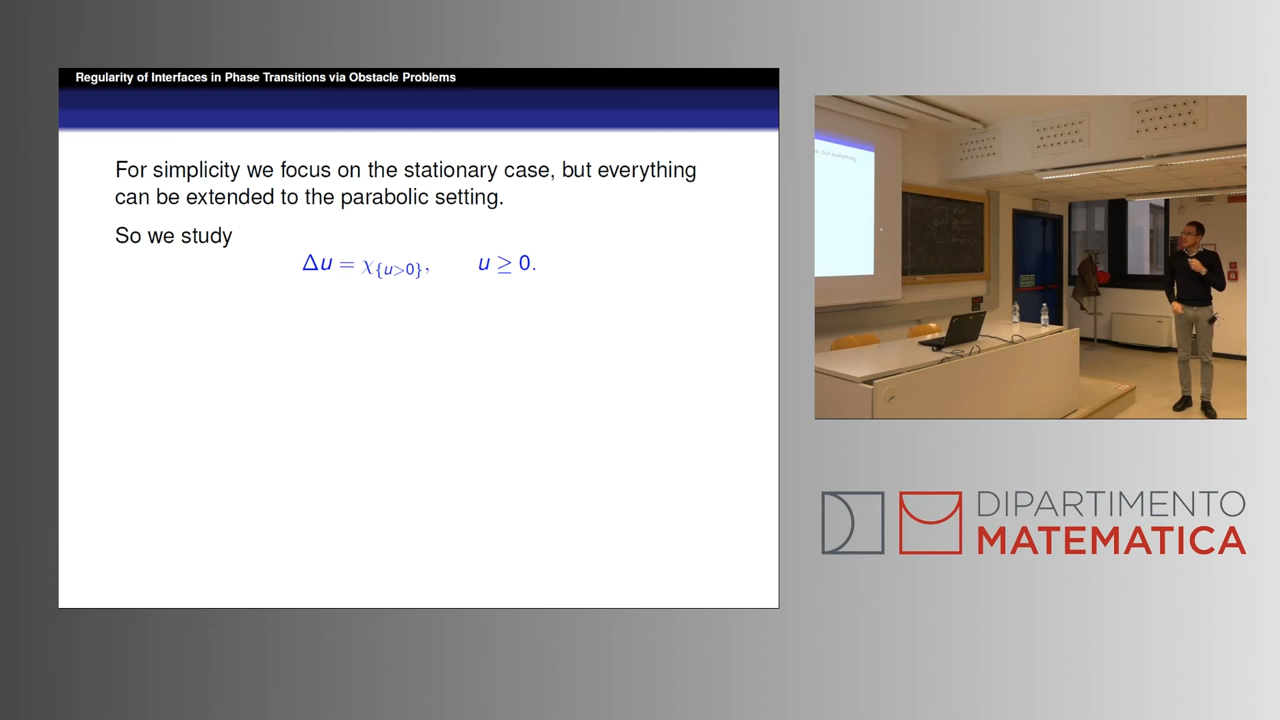 Regularity of Interfaces in Phase Transitions via Obstacle Problems
For simplicity we focus on the stationary case, but everything
can be extended to the parabolic setting.
So we study
Δu = χ{u>0}, u ≥ 0.
DIPARTIMENTO
MATEMATICA